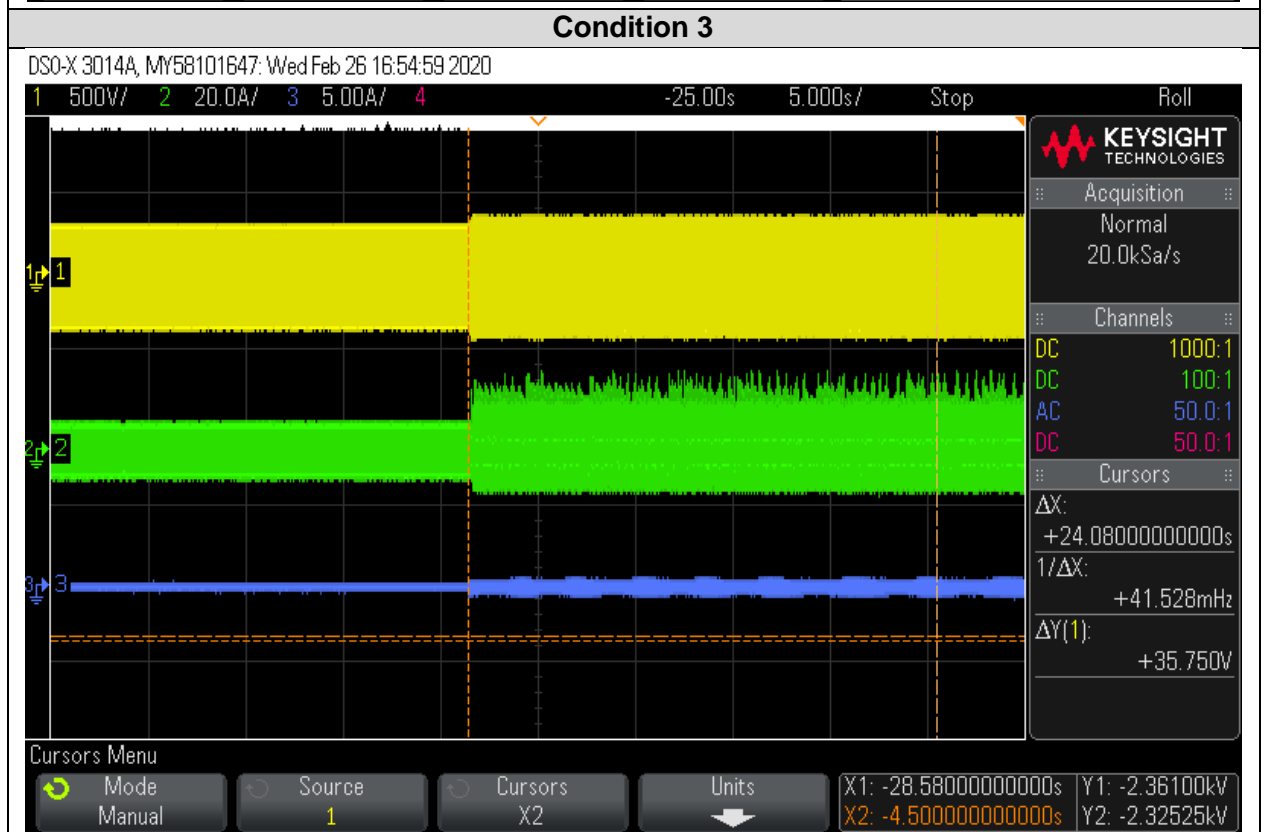 Condition 3
DSO-X 3014A, MY58101647: Wed Feb 26 16:54:59 2020
1 500V/ 2 20.0A/ 3 5.00A/ 4 -25.00s 5.000s/ Stop Roll
KEYSIGHT
TECHNOLOGIES
Acquisition
Normal
20.0kSa/s
1 1
Channels
DC 1000:1
DC 100:1
AC 50.0:1
DC 50.0:1
2 2
Cursors
ΔX:
+24.08000000000s
1/ΔX:
+41.528mHz
ΔY(1):
+35.750V
3 3
Cursors Menu
Mode
Manual
Source
1
Cursors
X2
Units
X1: -28.58000000000s
X2: -4.500000000000s
Y1: -2.36100kV
Y2: -2.32525kV